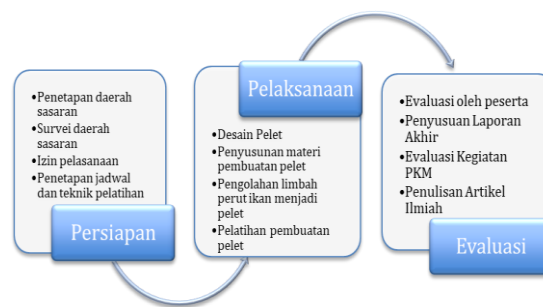 •Penetapan daerah
sasaran
•Survei daerah
sasaran
•Izin pelasanaan
•Penetapan jadwal
dan teknik pelatihan
Persiapan
Pelaksanaan
•Desain Pelet
•Penyusunan materi
pembuatan pelet
•Pengolahan limbah
perut ikan menjadi
pelet
•Pelatihan pembuatan
pelet
•Evaluasi oleh peserta
•Penyusuan Laporan
Akhir
•Evaluasi Kegiatan
PKM
•Penulisan Artikel
Ilmiah
Evaluasi